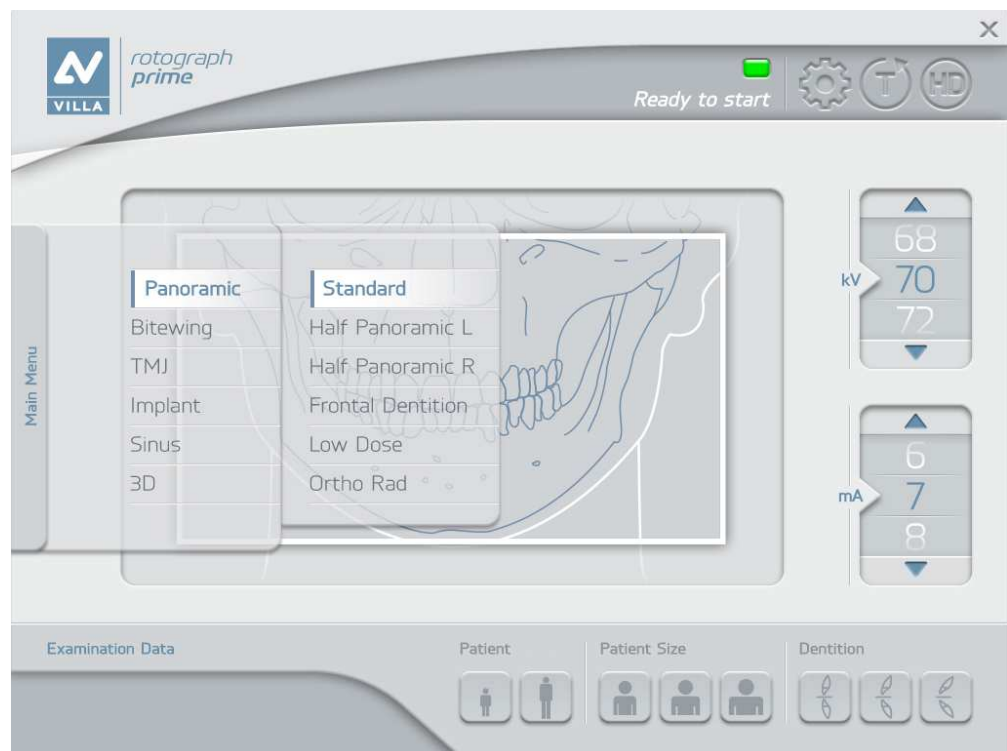 rotograph
prime
VILLA
Ready to start
T
HD
Main Menu
Panoramic
Bitewing
TMJ
Implant
Sinus
3D
Standard
Half Panoramic L
Half Panoramic R
Frontal Dentition
Low Dose
Ortho Rad
kV
68
70
72
mA
6
7
8
Examination Data
Patient
Patient Size
Dentition